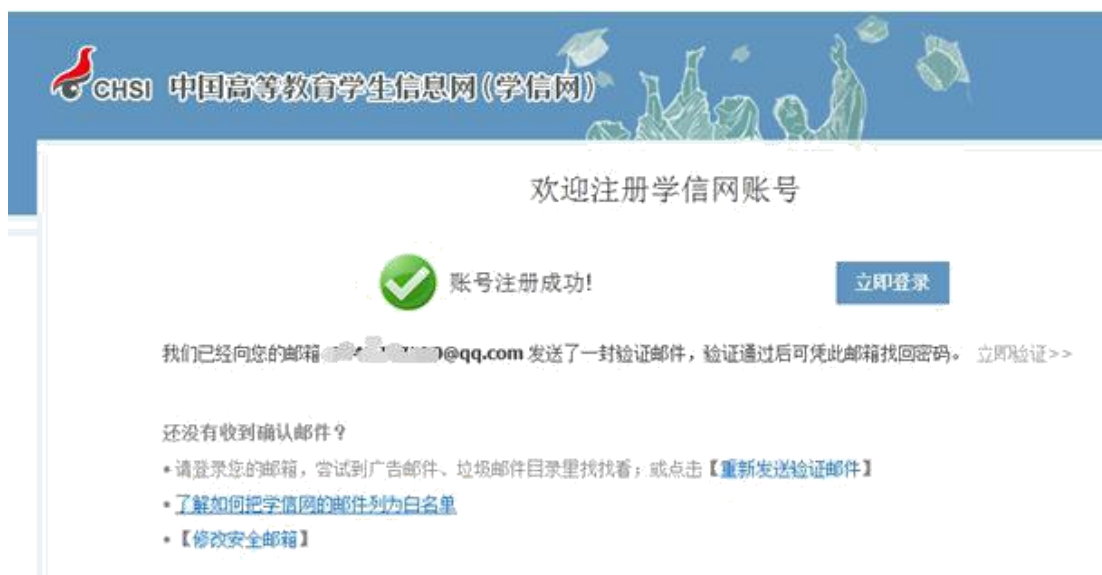 CHSI 中国高等教育学生信息网(学信网)
欢迎注册学信网账号
账号注册成功!
立即登录
我们已经向您的邮箱 @qq.com 发送了一封验证邮件，验证通过后可凭此邮箱找回密码。 立即验证>>
还没有收到确认邮件？
•请登录您的邮箱，尝试到广告邮件、垃圾邮件目录里找找看；或点击【重新发送验证邮件】
•了解如何把学信网的邮件列为白名单
•【修改安全邮箱】